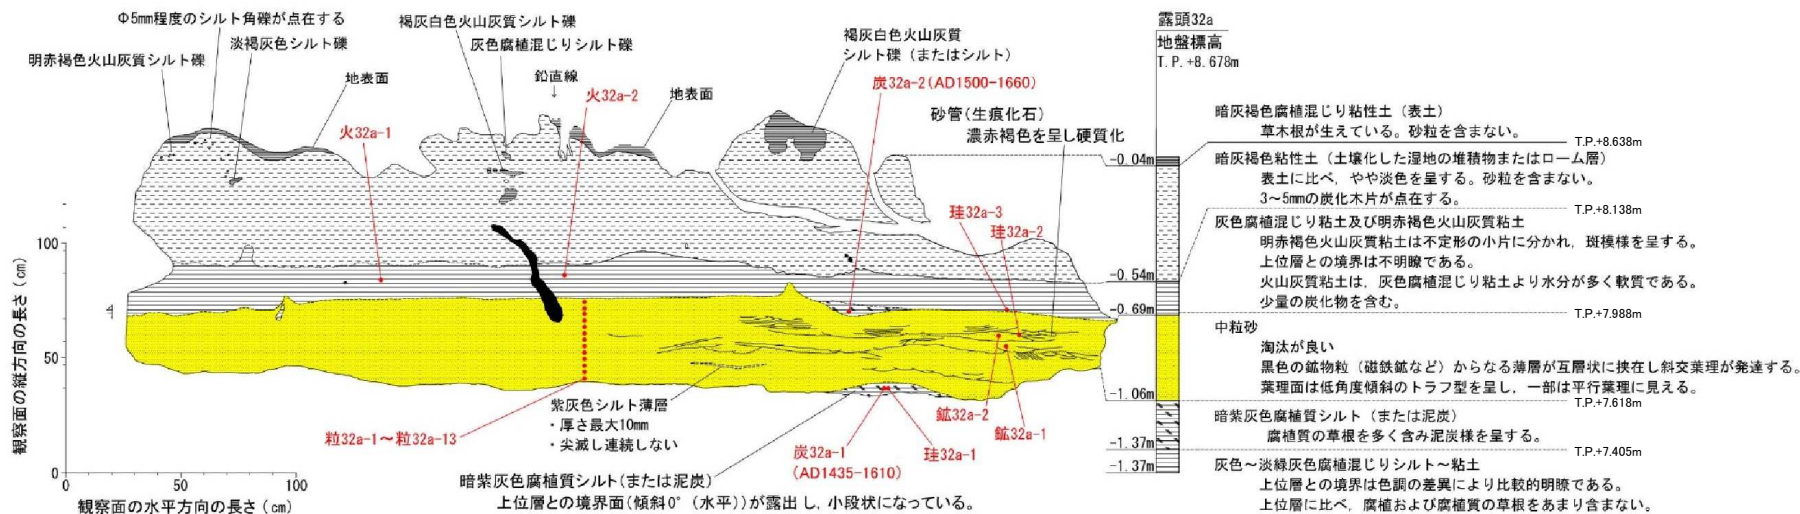 Φ5mm程度のシルト角礫が点在する
淡褐灰色シルト礫
明赤褐色火山灰質シルト礫
地表面
火32a-1
褐灰白色火山灰質シルト礫
灰色腐植混じりシルト礫
鉛直線
火32a-2
地表面
褐灰白色火山灰質
シルト礫（またはシルト）
炭32a-2(AD1500-1660)
砂管(生痕化石)
濃赤褐色を呈し硬質化
珪32a-3
珪32a-2
観察面の縦方向の長さ（cm）
100
50
0
0
50
100
観察面の水平方向の長さ（cm）
粒32a-1～粒32a-13
紫灰色シルト薄層
・厚さ最大10mm
・尖滅し連続しない
暗紫灰色腐植質シルト(または泥炭)
上位層との境界面(傾斜0°（水平))が露出し，小段状になっている。
炭32a-1
(AD1435-1610)
珪32a-1
鉱32a-2
鉱32a-1
露頭32a
地盤標高
T.P.+8.678m
-0.04m
-0.54m
-0.69m
-1.06m
-1.37m
-1.37m
暗灰褐色腐植混じり粘性土（表土）
草木根が生えている。砂粒を含まない。
T.P.+8.638m
暗灰褐色粘性土（土壌化した湿地の堆積物またはローム層）
表土に比べ，やや淡色を呈する。砂粒を含まない。
3～5mmの炭化木片が点在する。
T.P.+8.138m
灰色腐植混じり粘土及び明赤褐色火山灰質粘土
明赤褐色火山灰質粘土は不定形の小片に分かれ，斑模様を呈する。
上位層との境界は不明瞭である。
火山灰質粘土は，灰色腐植混じり粘土より水分が多く軟質である。
少量の炭化物を含む。
T.P.+7.988m
中粒砂
淘汰が良い
黒色の鉱物粒（磁鉄鉱など）からなる薄層が互層状に挟在し斜交葉理が発達する。
葉理面は低角度傾斜のトラフ型を呈し，一部は平行葉理に見える。
T.P.+7.618m
暗紫灰色腐植質シルト（または泥炭）
腐植質の草根を多く含み泥炭様を呈する。
T.P.+7.405m
灰色～淡緑灰色腐植混じりシルト～粘土
上位層との境界は色調の差異により比較的明瞭である。
上位層に比べ，腐植および腐植質の草根をあまり含まない。